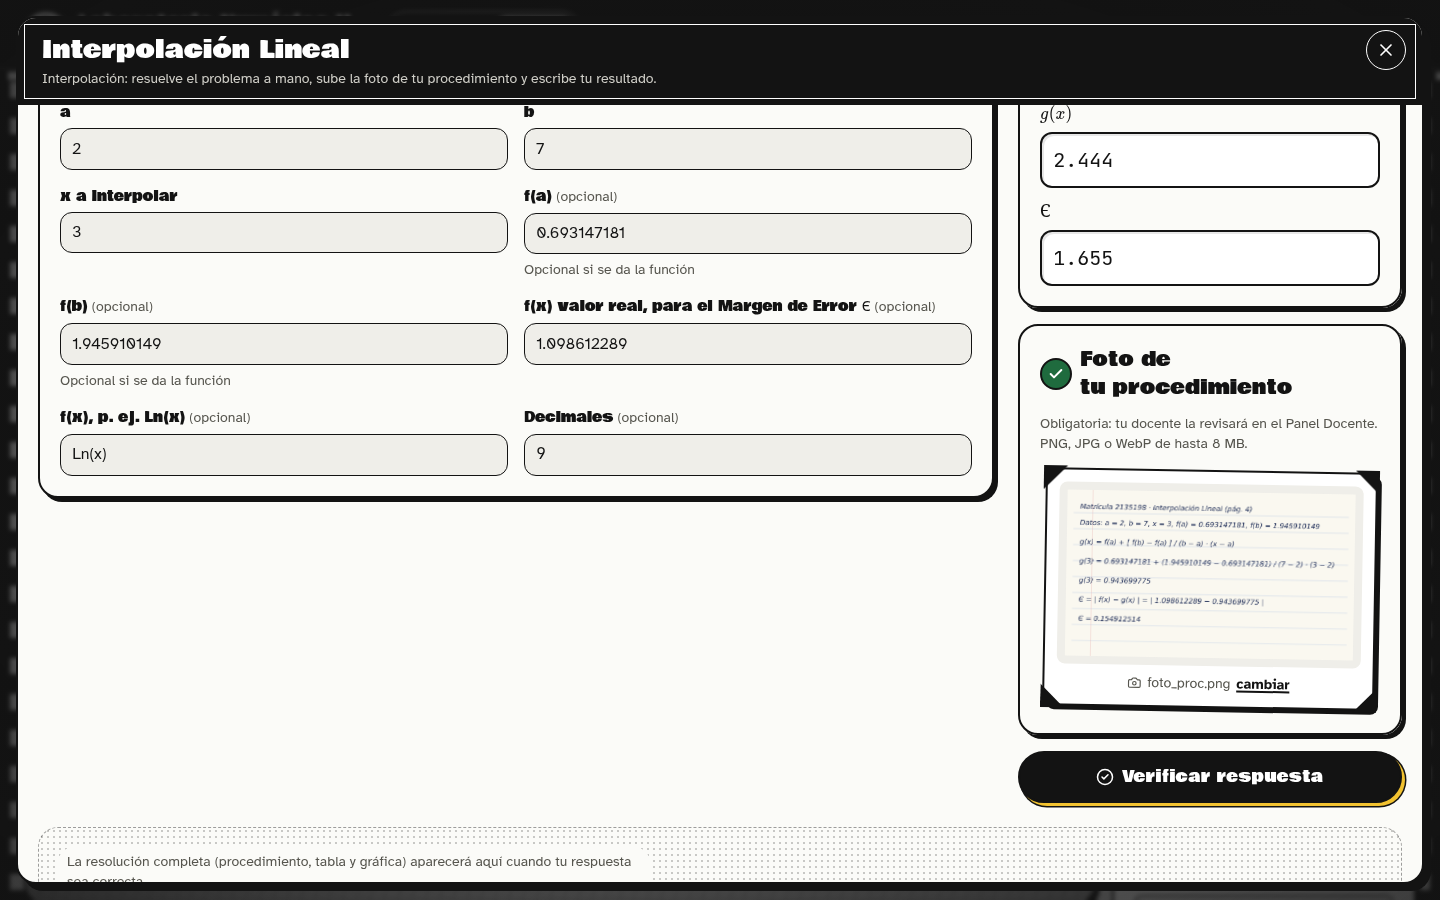 Interpolación Lineal
Interpolación: resuelve el problema a mano, sube la foto de tu procedimiento y escribe tu resultado.
a
2
b
7
x a Interpolar
3
f(a) (opcional)
0.693147181
Opcional si se da la función
f(b) (opcional)
1.945910149
Opcional si se da la función
f(x) valor real, para el Margen de Error Є (opcional)
1.098612289
f(x), p. ej. Ln(x) (opcional)
Ln(x)
Decimales (opcional)
9
g(x)
2.444
Є
1.655
Foto de
tu procedimiento
Obligatoria: tu docente la revisará en el Panel Docente.
PNG, JPG o WebP de hasta 8 MB.
Matrícula 2135198 - Interpolación Lineal (pág. 4)
Datos: a = 2, b = 7, x = 3, f(a) = 0.693147181, f(b) = 1.945910149
g(x) = f(a) + [ f(b) − f(a) ] / (b − a) · (x − a)
g(3) = 0.693147181 + (1.945910149 − 0.693147181) / (7 − 2) · (3 − 2)
g(3) = 0.943699775
Є = | f(x) − g(x) | = | 1.098612289 − 0.943699775 |
Є = 0.154912514
foto_proc.png cambiar
Verificar respuesta
La resolución completa (procedimiento, tabla y gráfica) aparecerá aquí cuando tu respuesta
sea correcta.